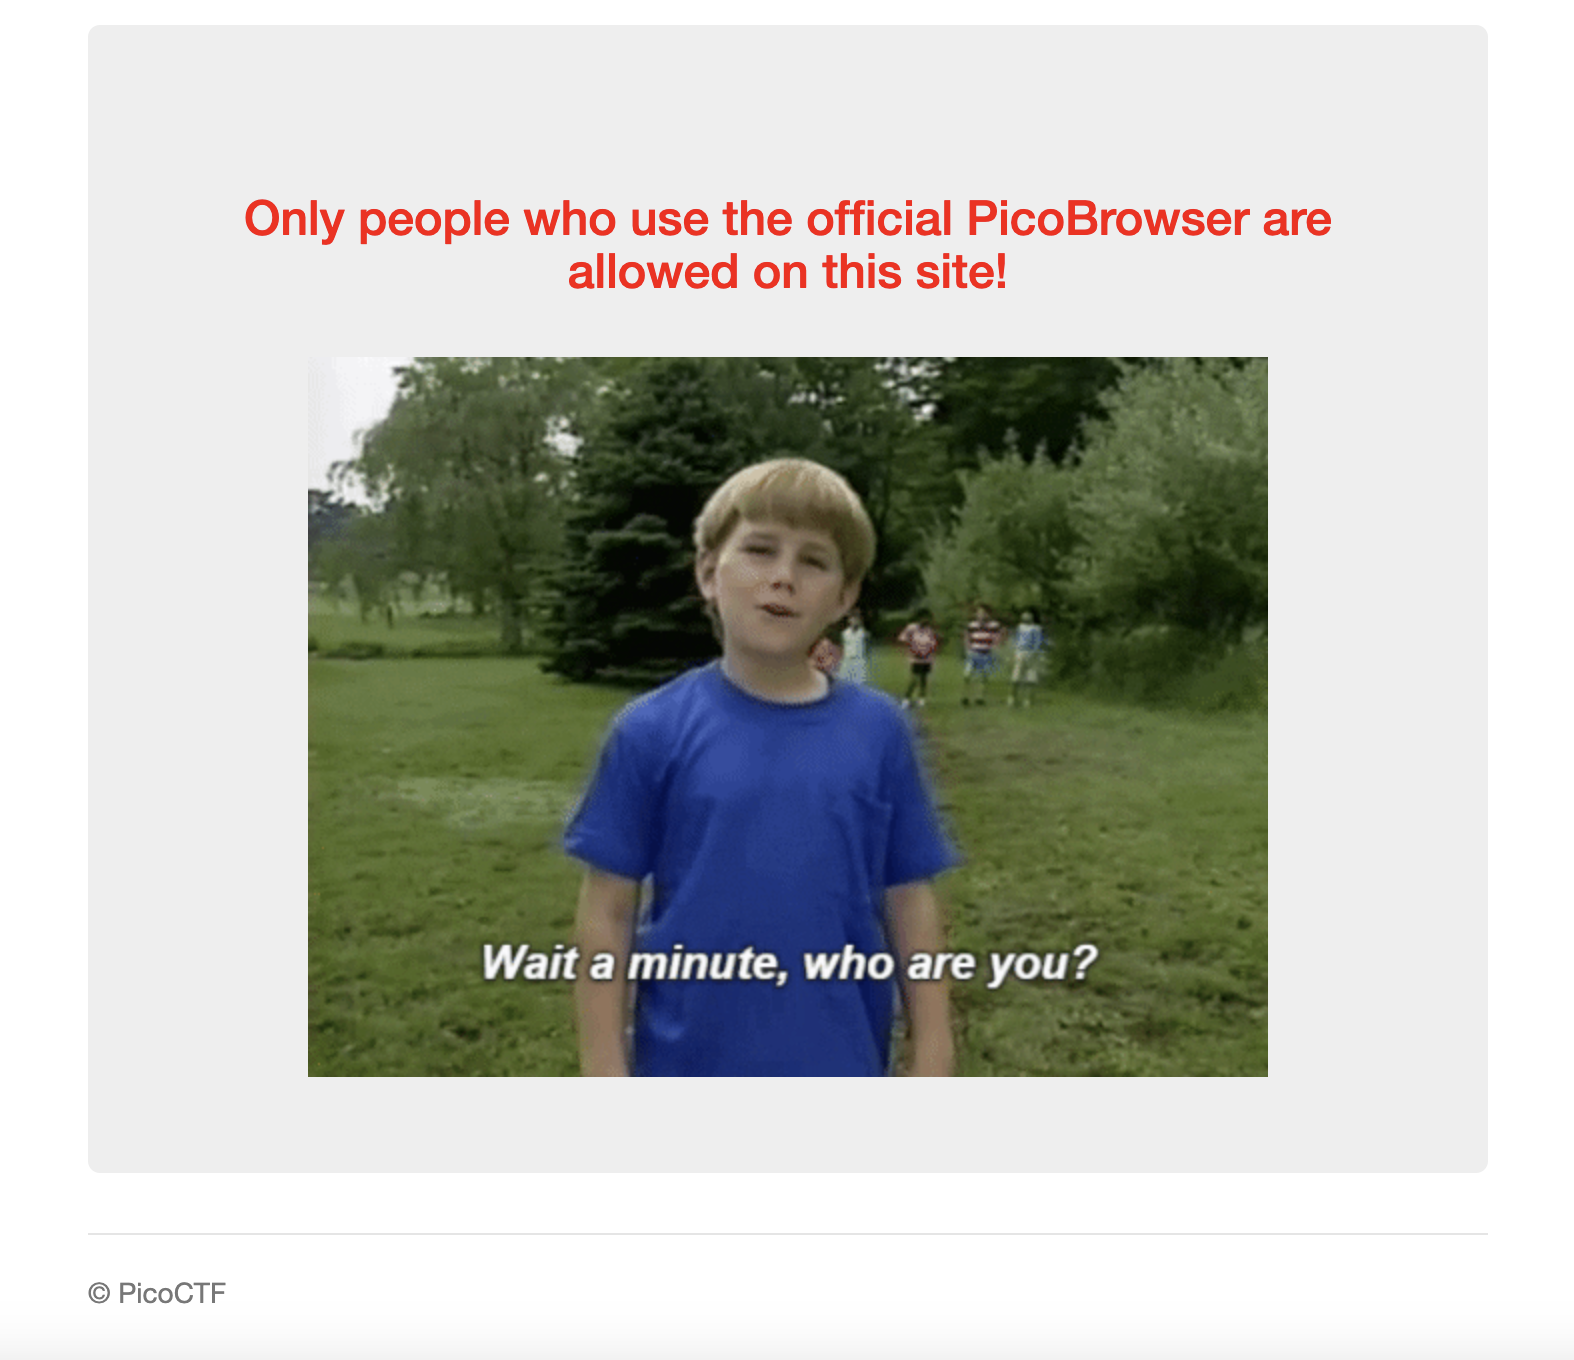 Only people who use the official PicoBrowser are
allowed on this site!
Wait a minute, who are you?
© PicoCTF